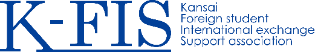 K-FIS
Kansai
Foreign student
International exchange
Support association